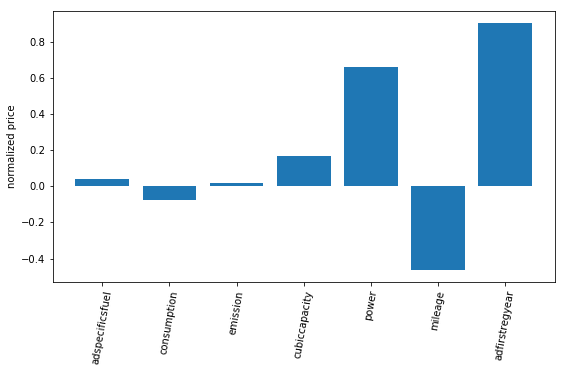 0.8
0.6
0.4
0.2
0.0
−0.2
−0.4
normalized price
adspecificsfuel
consumption
emission
cubiccapacity
power
mileage
adfirstregyear